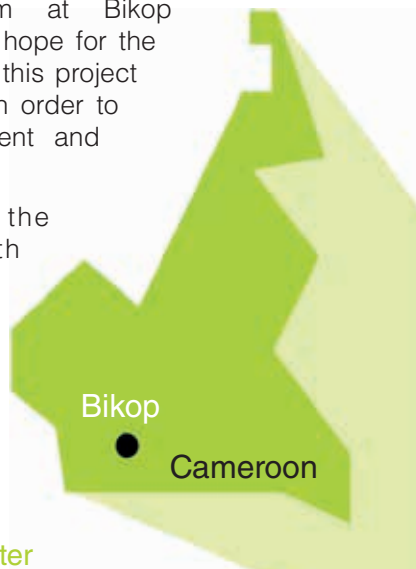 at Bikop
hope for the
this project
order to
and
the
Bikop
Cameroon